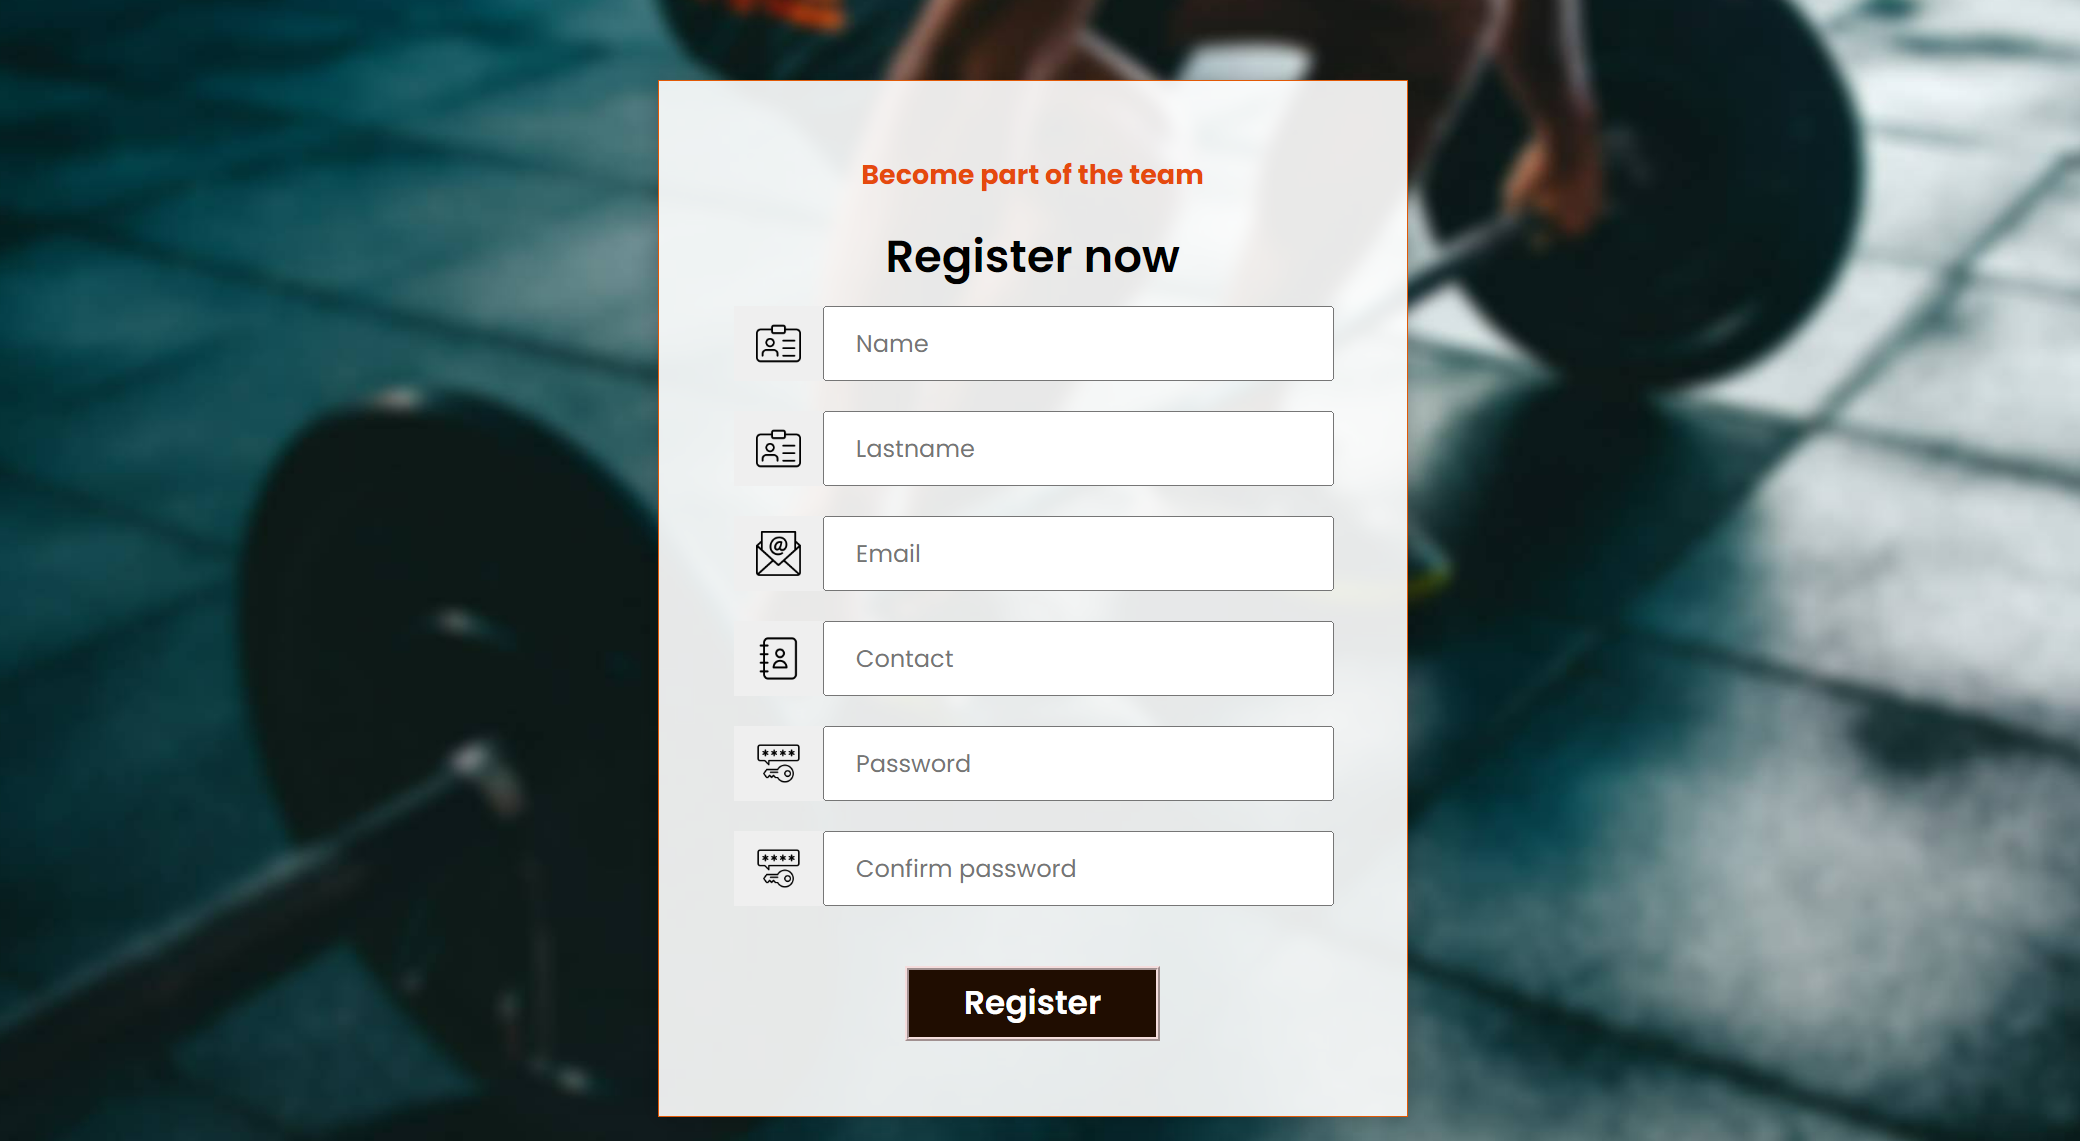 Become part of the team
Register now
Name
Lastname
@
Email
Contact
****
Password
****
Confirm password
Register